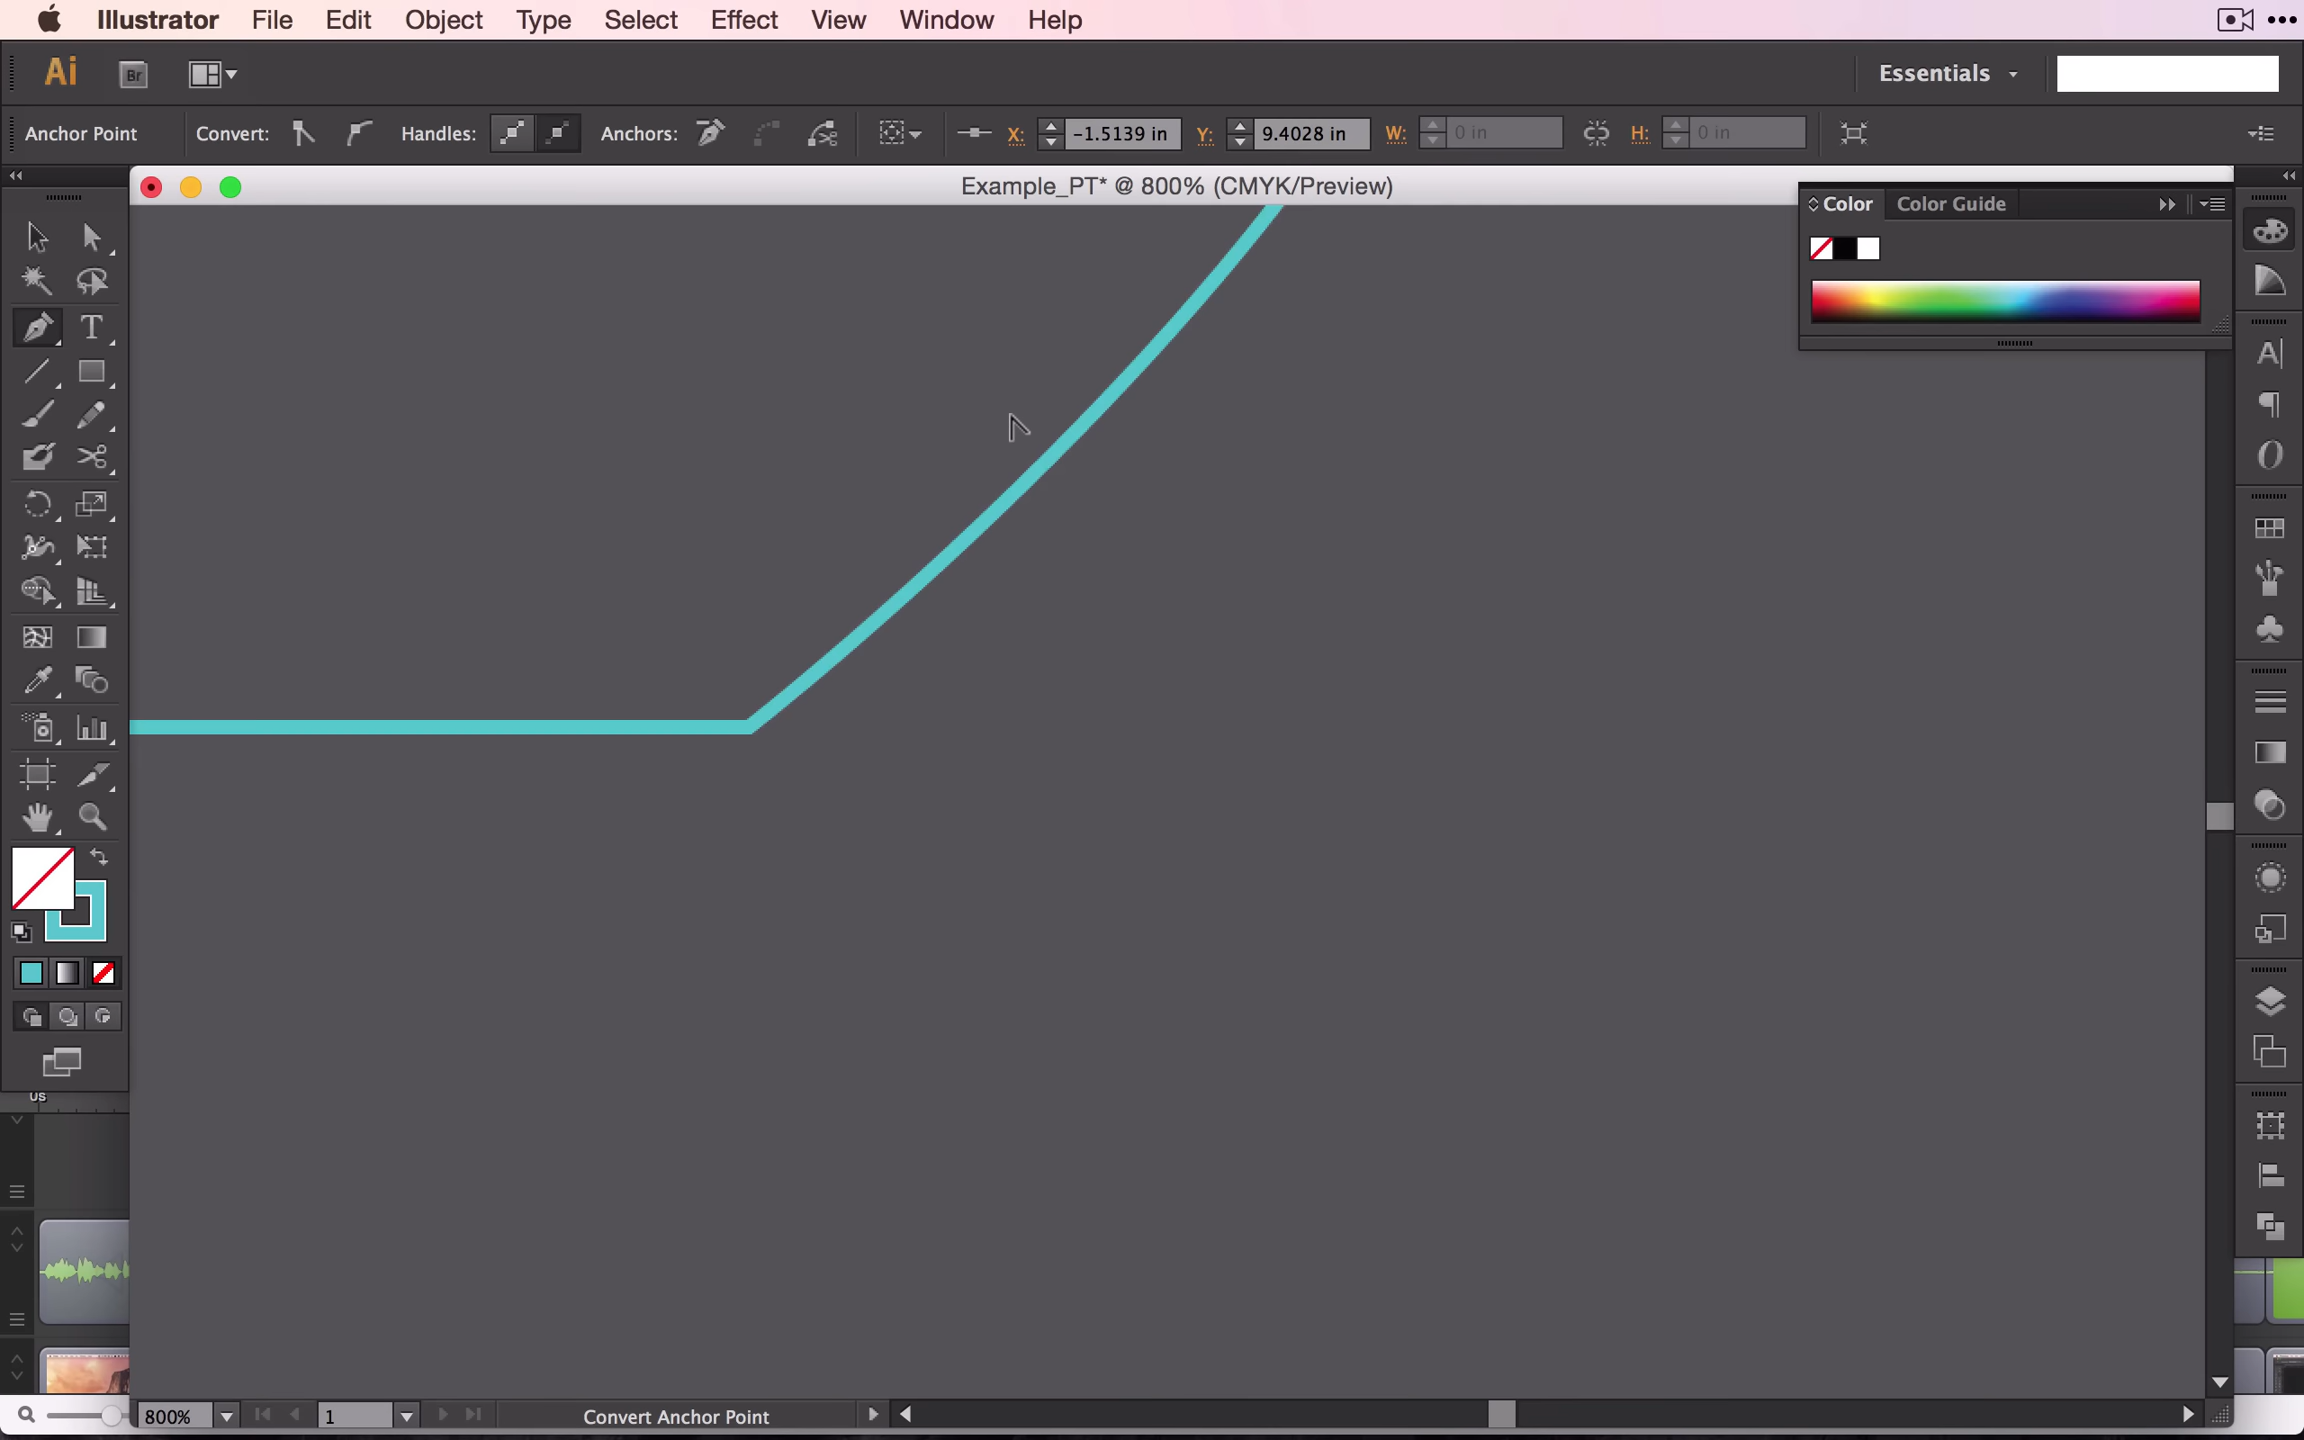 Illustrator File Edit Object Type Select Effect View Window Help
Ai Br Essentials
Anchor Point Convert: Handles: Anchors: X: -1.5139 in Y: 9.4028 in W: 0 in H: 0 in
Example_PT* @ 800% (CMYK/Preview)
Color Color Guide
US
800% 1 Convert Anchor Point